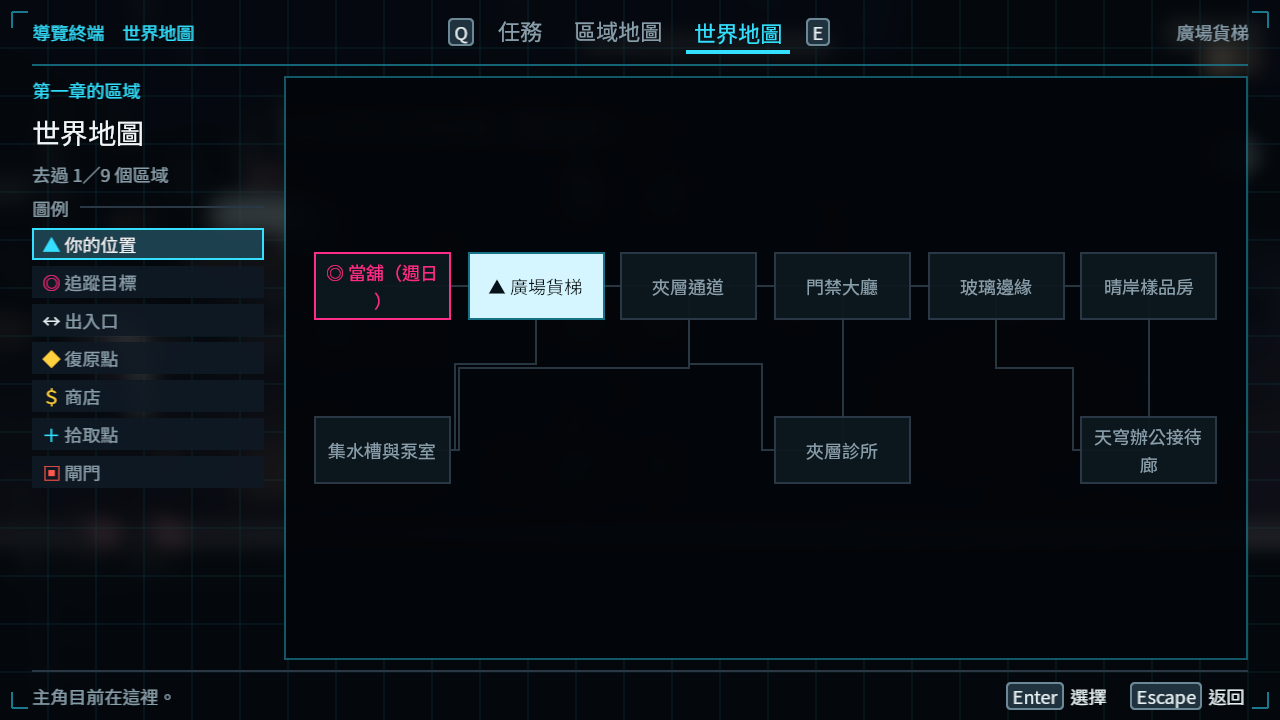 導覽終端 世界地圖
Q 任務 區域地圖 世界地圖 E
廣場貨梯
第一章的區域
世界地圖
去過 1／9 個區域
圖例
▲ 你的位置
◎ 追蹤目標
↔ 出入口
◆ 復原點
$ 商店
＋ 拾取點
▣ 閘門
◎ 當舖（週日
）
▲ 廣場貨梯
夾層通道
門禁大廳
玻璃邊緣
晴岸樣品房
集水槽與泵室
夾層診所
天穹辦公接待
廊
主角目前在這裡。
Enter 選擇 Escape 返回